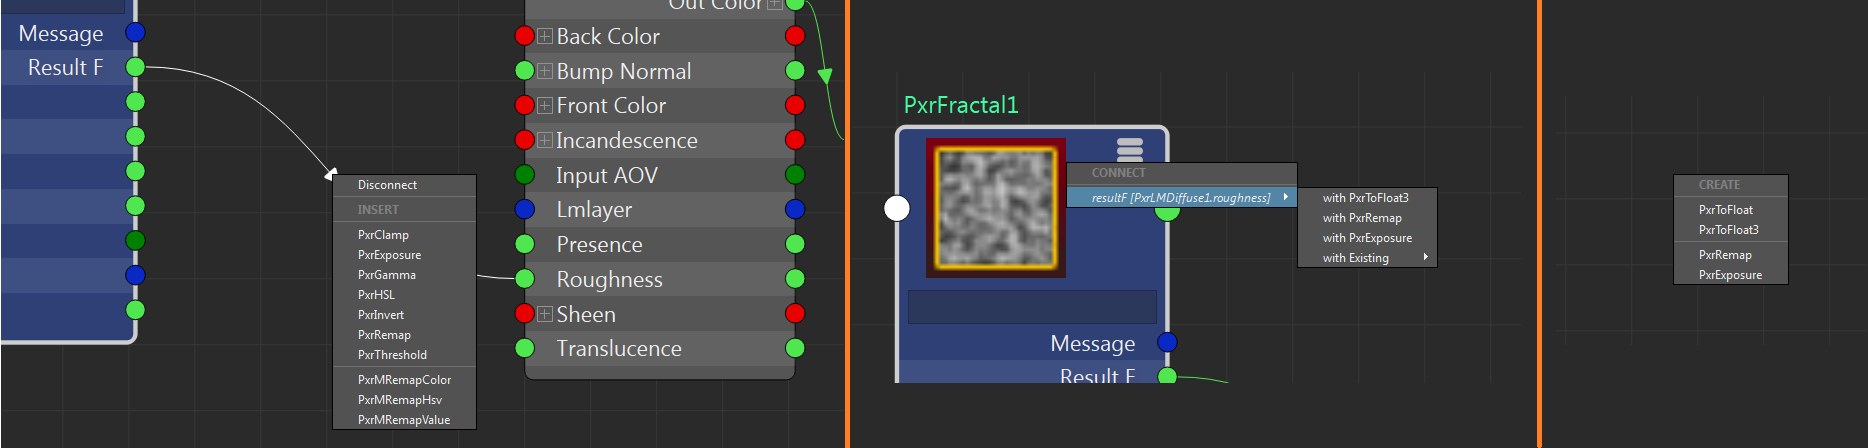 Message
Result F
Disconnect
INSERT
PxrClamp
PxrExposure
PxrGamma
PxrHSL
PxrInvert
PxrRemap
PxrThreshold
PxrMRemapColor
PxrMRemapHsv
PxrMRemapValue
Out Color
Back Color
Bump Normal
Front Color
Incandescence
Input AOV
Lmlayer
Presence
Roughness
Sheen
Translucence
PxrFractal1
CONNECT
resultF [PxrLMDiffuse1.roughness]
with PxrToFloat3
with PxrRemap
with PxrExposure
with Existing
Message
Result F
CREATE
PxrToFloat
PxrToFloat3
PxrRemap
PxrExposure